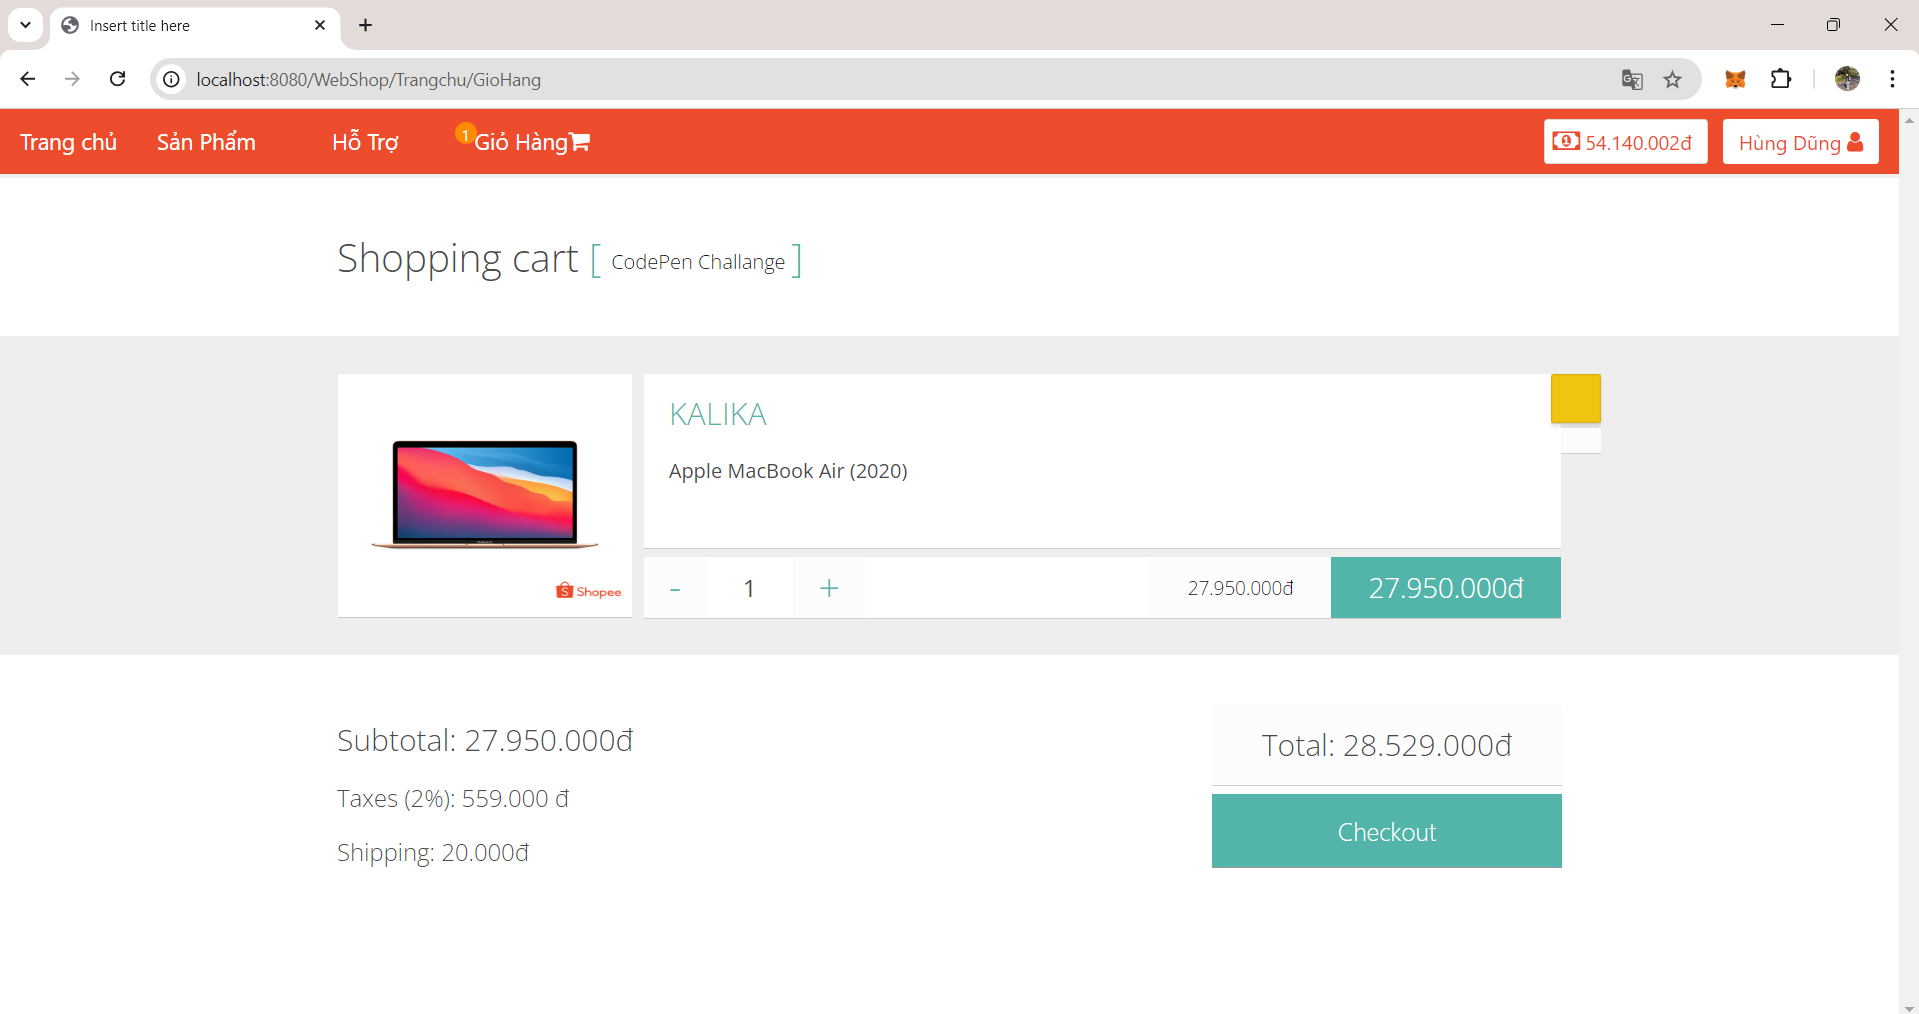 Insert title here
localhost:8080/WebShop/Trangchu/GioHang
Trang chủ Sản Phẩm Hỗ Trợ 1 Giỏ Hàng 54.140.002đ Hùng Dũng
Shopping cart [ CodePen Challange ]
KALIKA
Apple MacBook Air (2020)
Shopee
- 1 + 27.950.000đ 27.950.000đ
Subtotal: 27.950.000đ
Taxes (2%): 559.000 đ
Shipping: 20.000đ
Total: 28.529.000đ
Checkout